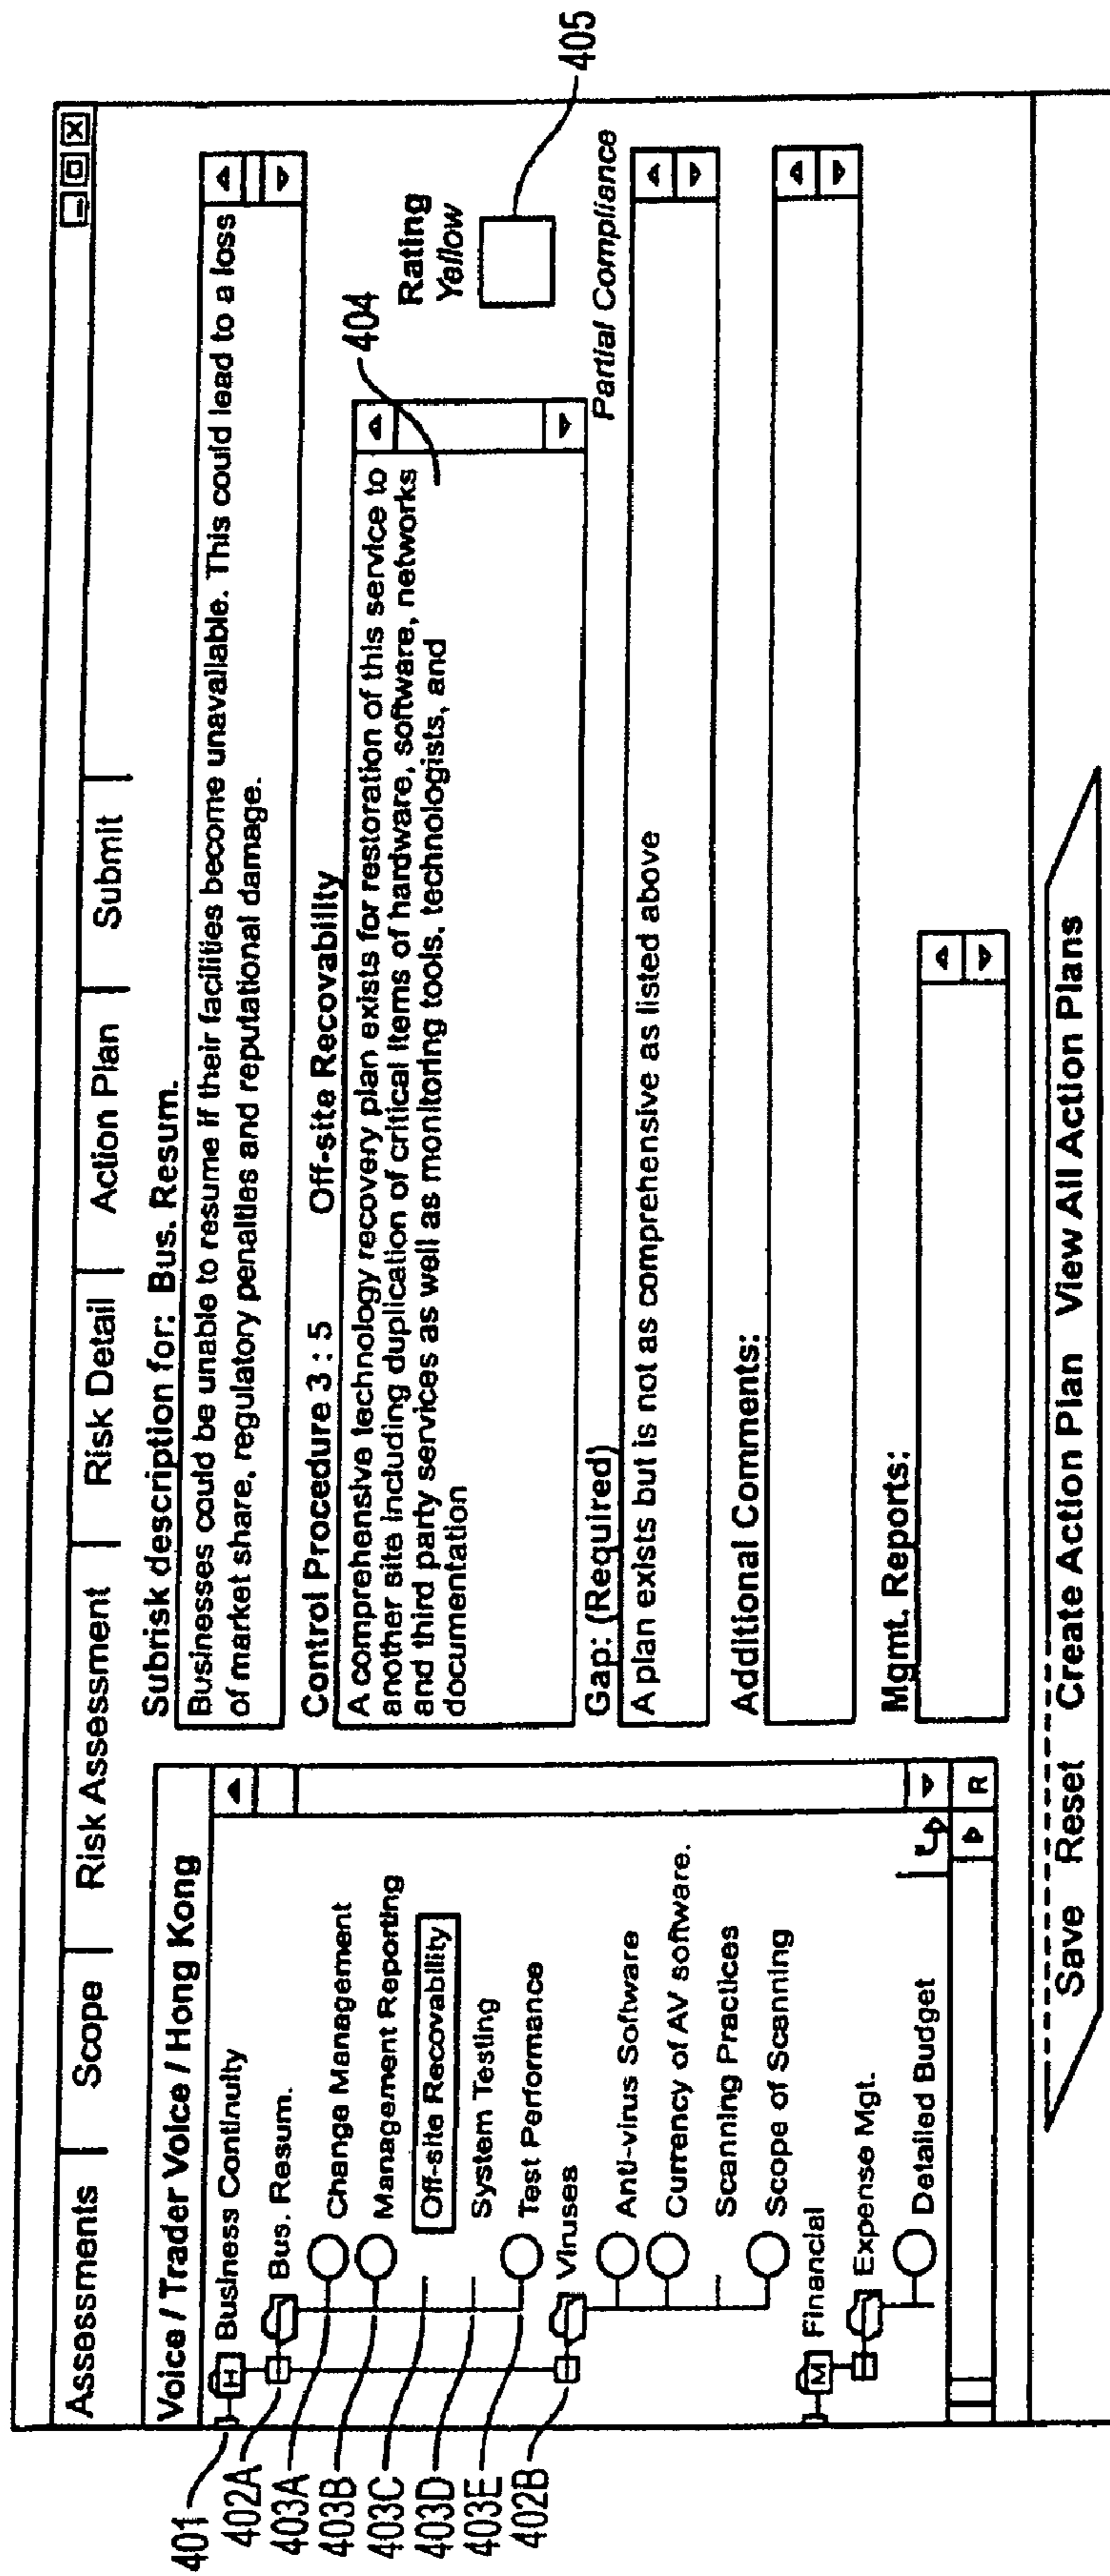 Assessments | Scope | Risk Assessment | Risk Detail | Action Plan | Submit
Voice / Trader Voice / Hong Kong
H Business Continuity
Bus. Resum.
Change Management
Management Reporting
Off-site Recovability
System Testing
Test Performance
Viruses
Anti-virus Software
Currency of AV software.
Scanning Practices
Scope of Scanning
M Financial
Expense Mgt.
Detailed Budget
R
401
402A
403A
403B
403C
403D
403E
402B
Subrisk description for: Bus. Resum.
Businesses could be unable to resume if their facilities become unavailable. This could lead to a loss
of market share, regulatory penalties and reputational damage.
Control Procedure 3 : 5 Off-site Recovability
A comprehensive technology recovery plan exists for restoration of this service to
another site including duplication of critical items of hardware, software, networks
and third party services as well as monitoring tools, technologists, and
documentation
404
Rating
Yellow
405
Partial Compliance
Gap: (Required)
A plan exists but is not as comprehensive as listed above
Additional Comments:
Mgmt. Reports:
Save Reset Create Action Plan View All Action Plans